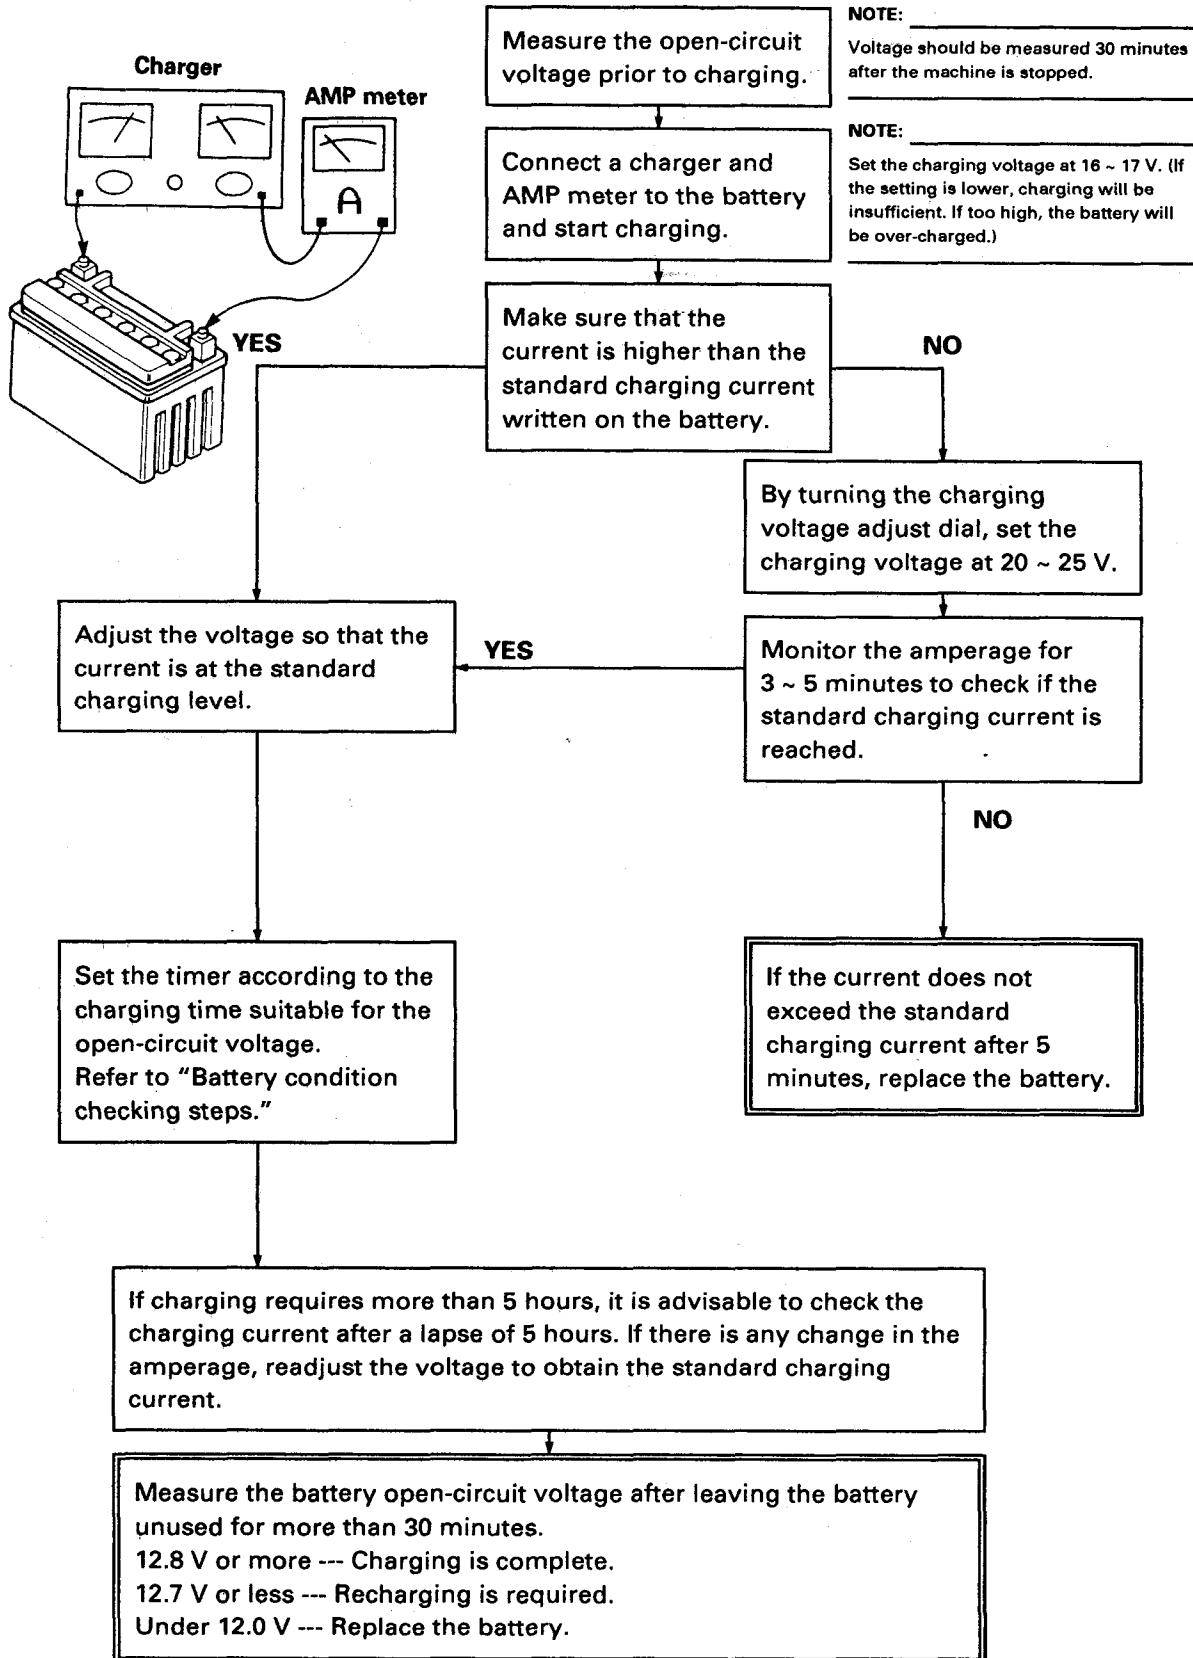 Charger
AMP meter
A
Measure the open-circuit
voltage prior to charging.
NOTE:
Voltage should be measured 30 minutes
after the machine is stopped.
Connect a charger and
AMP meter to the battery
and start charging.
NOTE:
Set the charging voltage at 16 ~ 17 V. (If
the setting is lower, charging will be
insufficient. If too high, the battery will
be over-charged.)
Make sure that the
current is higher than the
standard charging current
written on the battery.
YES
NO
By turning the charging
voltage adjust dial, set the
charging voltage at 20 ~ 25 V.
Adjust the voltage so that the
current is at the standard
charging level.
YES
Monitor the amperage for
3 ~ 5 minutes to check if the
standard charging current is
reached.
NO
Set the timer according to the
charging time suitable for the
open-circuit voltage.
Refer to “Battery condition
checking steps.”
If the current does not
exceed the standard
charging current after 5
minutes, replace the battery.
If charging requires more than 5 hours, it is advisable to check the
charging current after a lapse of 5 hours. If there is any change in the
amperage, readjust the voltage to obtain the standard charging
current.
Measure the battery open-circuit voltage after leaving the battery
unused for more than 30 minutes.
12.8 V or more --- Charging is complete.
12.7 V or less --- Recharging is required.
Under 12.0 V --- Replace the battery.